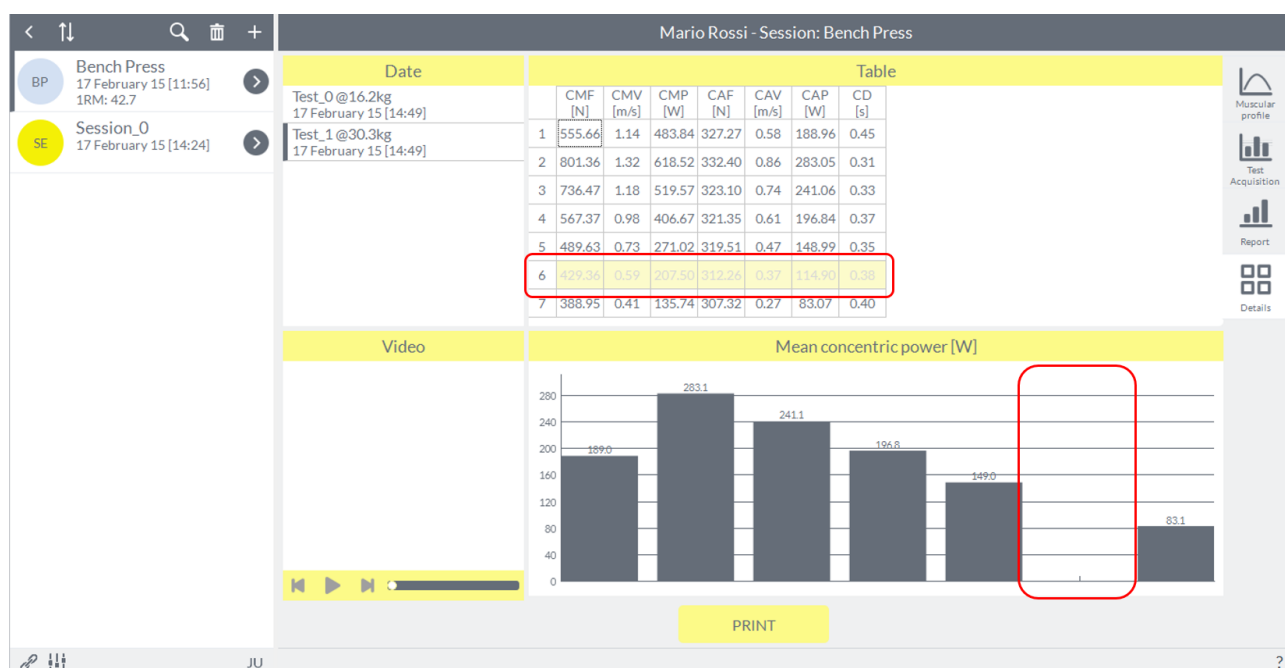 Mario Rossi - Session: Bench Press
BP
Bench Press
17 February 15 [11:56]
1RM: 42.7
SE
Session_0
17 February 15 [14:24]
Date
Test_0 @16.2kg
17 February 15 [14:49]
Test_1 @30.3kg
17 February 15 [14:49]
Table
CMF [N] CMV [m/s] CMP [W] CAF [N] CAV [m/s] CAP [W] CD [s]
1 555.66 1.14 483.84 327.27 0.58 188.96 0.45
2 801.36 1.32 618.52 332.40 0.86 283.05 0.31
3 736.47 1.18 519.57 323.10 0.74 241.06 0.33
4 567.37 0.98 406.67 321.35 0.61 196.84 0.37
5 489.63 0.73 271.02 319.51 0.47 148.99 0.35
6 429.36 0.59 207.50 312.26 0.37 114.90 0.38
7 388.95 0.41 135.74 307.32 0.27 83.07 0.40
Muscular
profile
Test
Acquisition
Report
Details
Video
Mean concentric power [W]
280
240
200
160
120
80
40
0
189.0
283.1
241.1
196.8
149.0
83.1
PRINT
JU
?